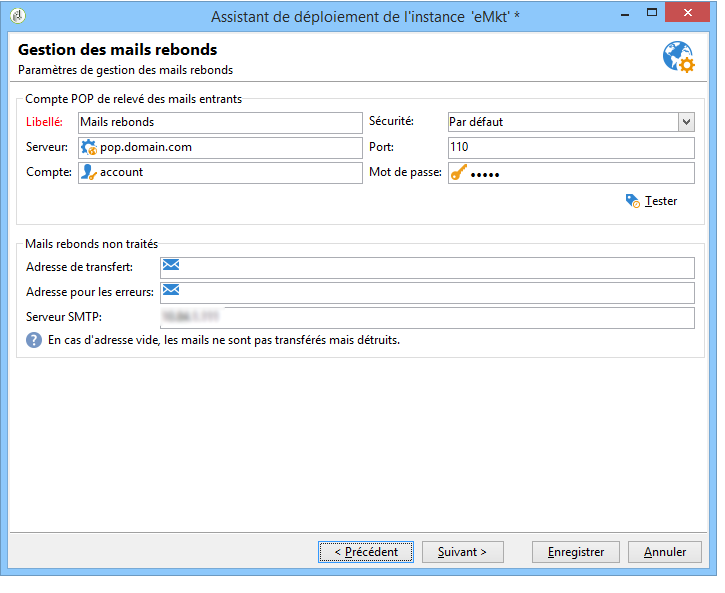 Assistant de déploiement de l'instance 'eMkt' *
Gestion des mails rebonds
Paramètres de gestion des mails rebonds
Compte POP de relevé des mails entrants
Libellé: Mails rebonds Sécurité: Par défaut
Serveur: pop.domain.com Port: 110
Compte: account Mot de passe: •••••
Tester
Mails rebonds non traités
Adresse de transfert:
Adresse pour les erreurs:
Serveur SMTP:
? En cas d'adresse vide, les mails ne sont pas transférés mais détruits.
< Précédent Suivant > Enregistrer Annuler